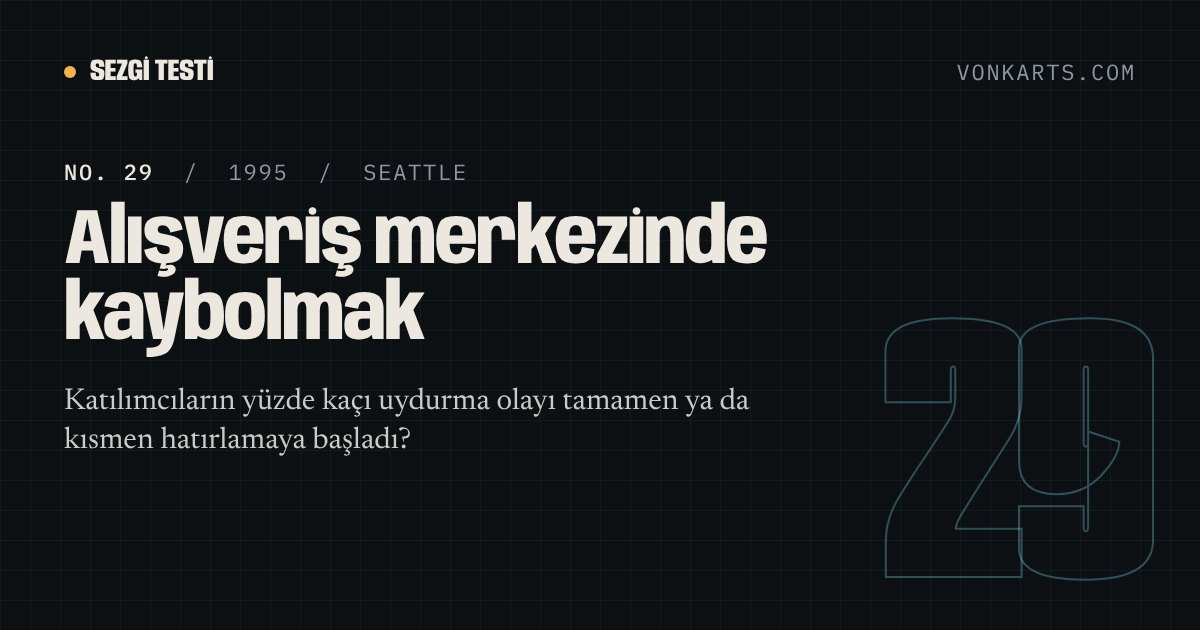 SEZGİ TESTİ
VONKARTS.COM
NO. 29 / 1995 / SEATTLE
Alışveriş merkezinde
kaybolmak
Katılımcıların yüzde kaçı uydurma olayı tamamen ya da
kısmen hatırlamaya başladı?
29